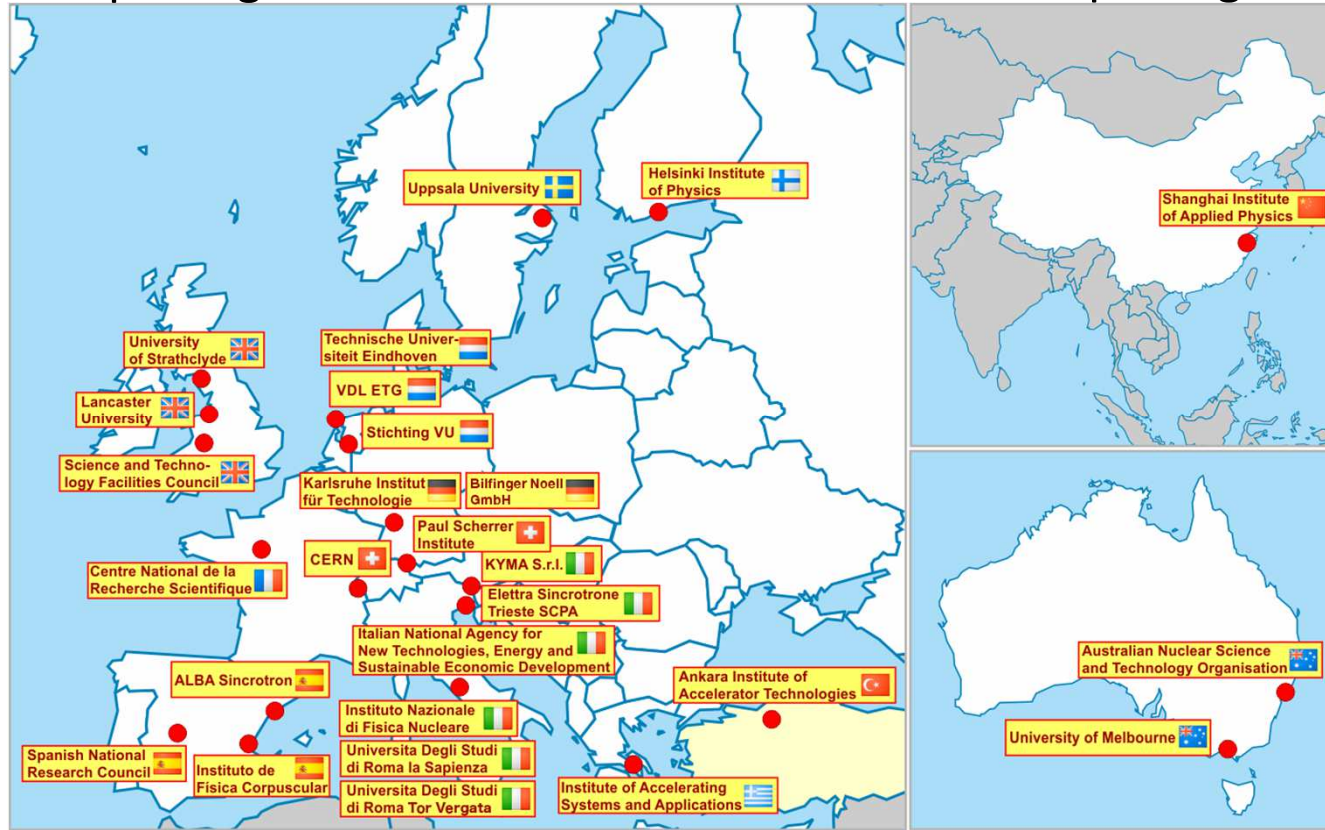 Uppsala University
Helsinki Institute
of Physics
Shanghai Institute
of Applied Physics
University
of Strathclyde
Technische Univer-
siteit Eindhoven
VDL ETG
Lancaster
University
Stichting VU
Science and Techno-
logy Facilities Council
Karlsruhe Institut
für Technologie
Bilfinger Noell
GmbH
Paul Scherrer
Institute
CERN
KYMA S.r.l.
Centre National de la
Recherche Scientifique
Elettra Sincrotrone
Trieste SCPA
Italian National Agency for
New Technologies, Energy and
Sustainable Economic Development
ALBA Sincrotron
Ankara Institute of
Accelerator Technologies
Instituto Nazionale
di Fisica Nucleare
Spanish National
Research Council
Instituto de
Física Corpuscular
Universita Degli Studi
di Roma la Sapienza
Universita Degli Studi
di Roma Tor Vergata
Institute of Accelerating
Systems and Applications
Australian Nuclear Science
and Technology Organisation
University of Melbourne